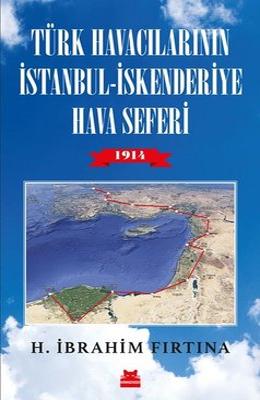 TÜRK HAVACILARININ
İSTANBUL-İSKENDERİYE
HAVA SEFERİ
1914
H. İBRAHİM FIRTINA